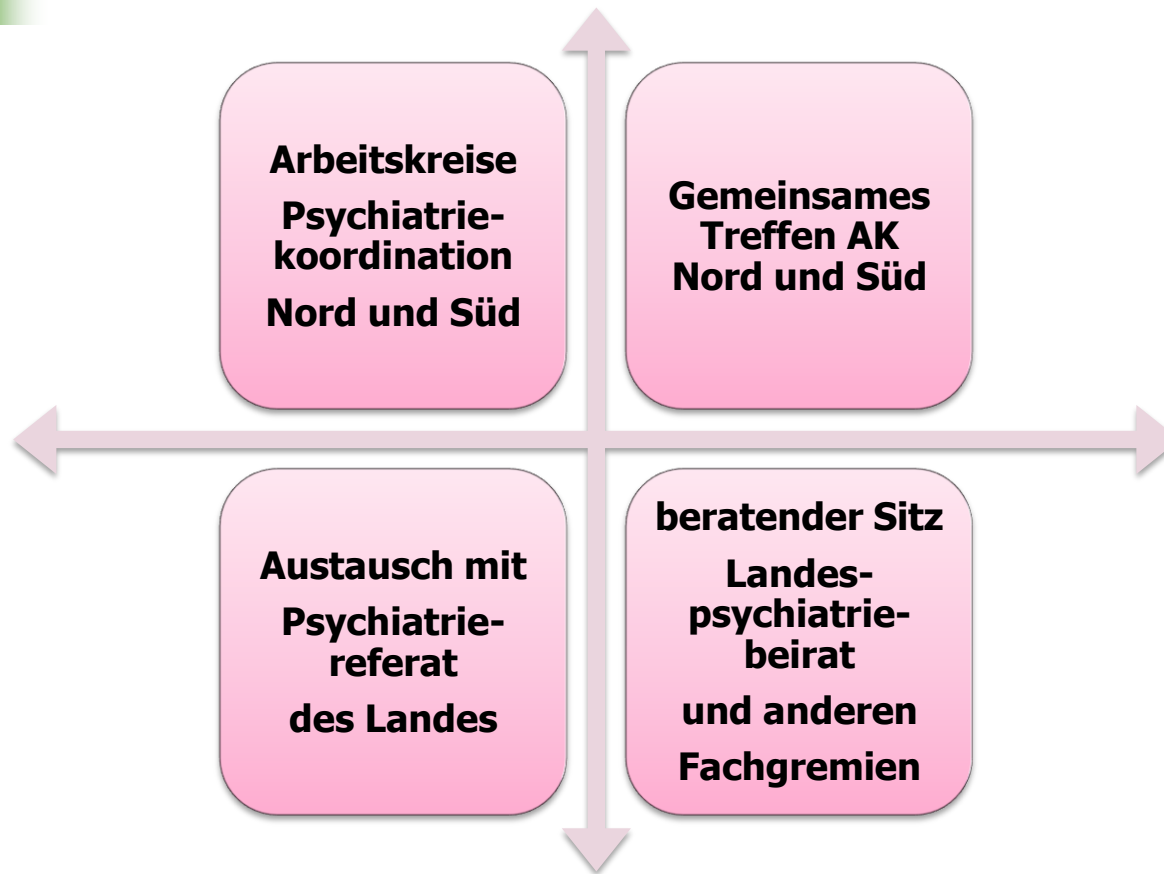 Arbeitskreise
Psychiatrie-
koordination
Nord und Süd
Gemeinsames
Treffen AK
Nord und Süd
Austausch mit
Psychiatrie-
referat
des Landes
beratender Sitz
Landes-
psychiatrie-
beirat
und anderen
Fachgremien